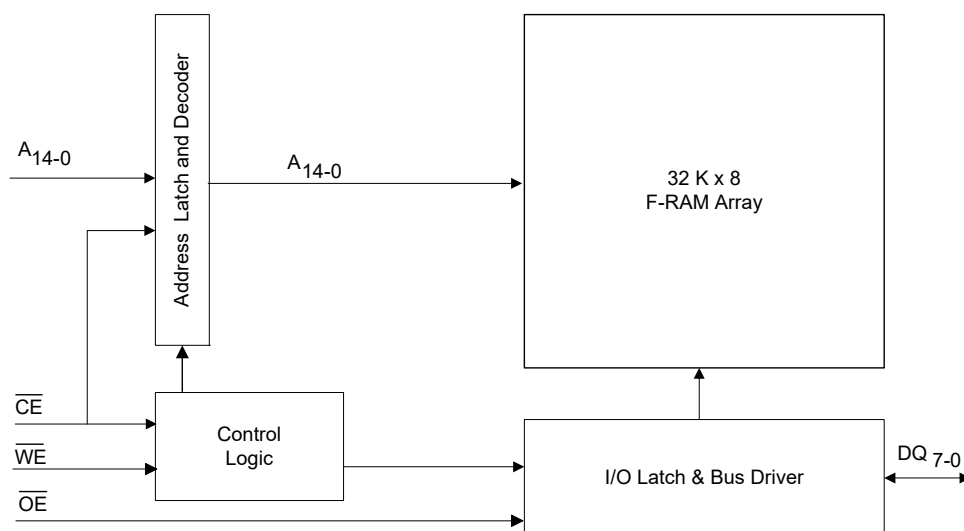 Address Latch and Decoder
A14-0
A14-0
32 K x 8
F-RAM Array
CE
WE
OE
Control
Logic
I/O Latch & Bus Driver
DQ 7-0